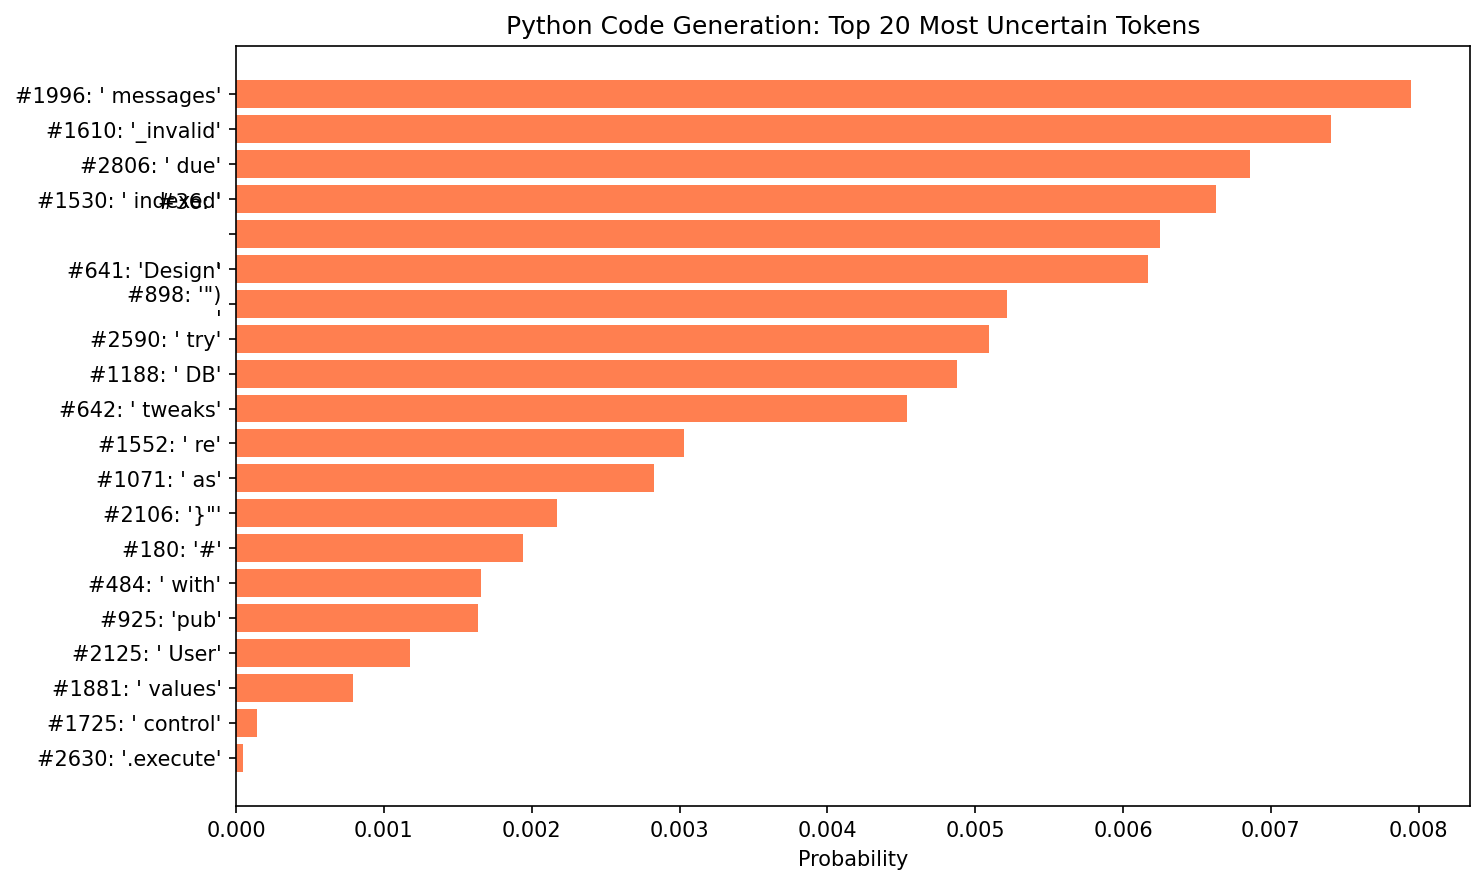 Python Code Generation: Top 20 Most Uncertain Tokens
#1996: ' messages'
#1610: '_invalid'
#2806: ' due'
#1530: ' indexed'
#36: '
'
#641: 'Design'
#898: '")
'
#2590: ' try'
#1188: ' DB'
#642: ' tweaks'
#1552: ' re'
#1071: ' as'
#2106: '}"'
#180: '#'
#484: ' with'
#925: 'pub'
#2125: ' User'
#1881: ' values'
#1725: ' control'
#2630: '.execute'
0.000 0.001 0.002 0.003 0.004 0.005 0.006 0.007 0.008
Probability